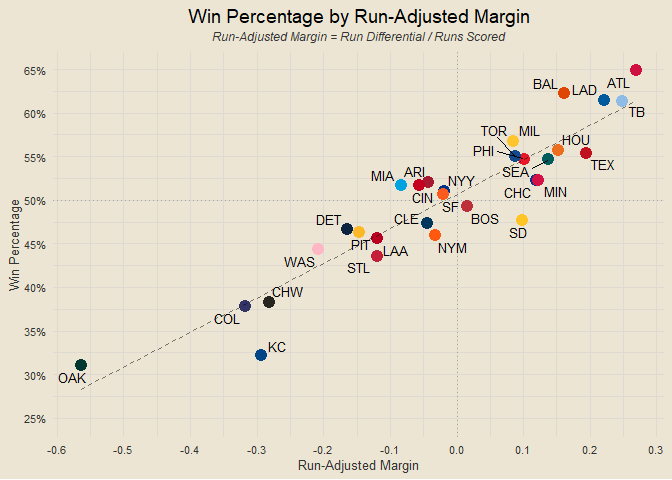 Win Percentage by Run-Adjusted Margin
Run-Adjusted Margin = Run Differential / Runs Scored
Win Percentage
65%
60%
55%
50%
45%
40%
35%
30%
25%
BAL LAD ATL
TB
TOR MIL
PHI HOU
SEA TEX
MIA ARI NYY
CHC MIN
CIN SF
DET CLE BOS
SD
PIT LAA NYM
WAS STL
CHW
COL
KC
OAK
-0.6 -0.5 -0.4 -0.3 -0.2 -0.1 0.0 0.1 0.2 0.3
Run-Adjusted Margin